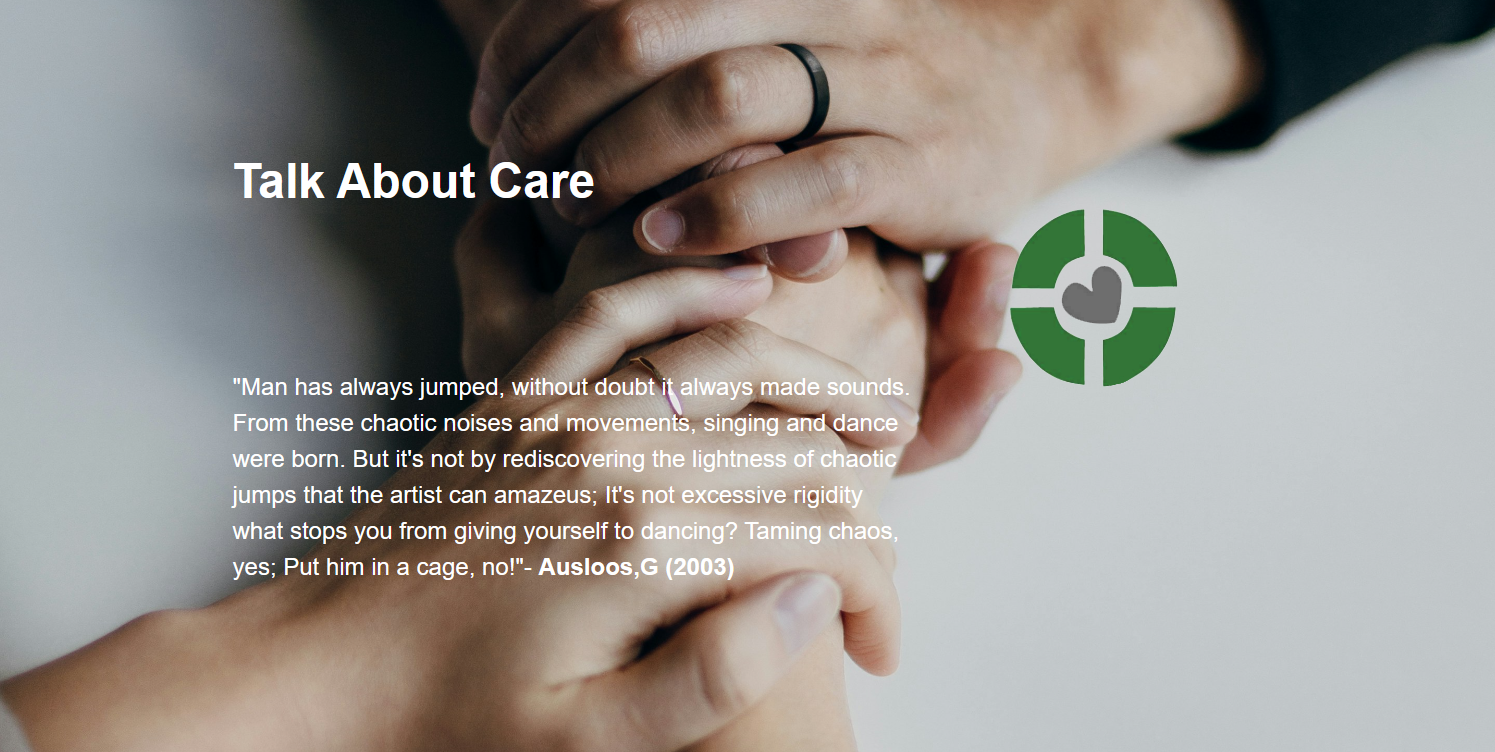 Talk About Care
"Man has always jumped, without doubt it always made sounds.
From these chaotic noises and movements, singing and dance
were born. But it's not by rediscovering the lightness of chaotic
jumps that the artist can amazeus; It's not excessive rigidity
what stops you from giving yourself to dancing? Taming chaos,
yes; Put him in a cage, no!"- Ausloos,G (2003)